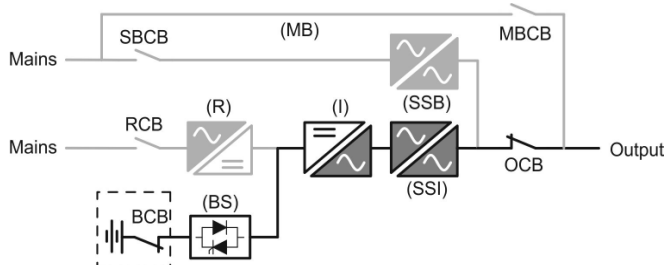 (MB)
MBCB
SBCB
Mains
(SSB)
(R)
(I)
RCB
Mains
OCB
Output
(SSI)
(BS)
BCB